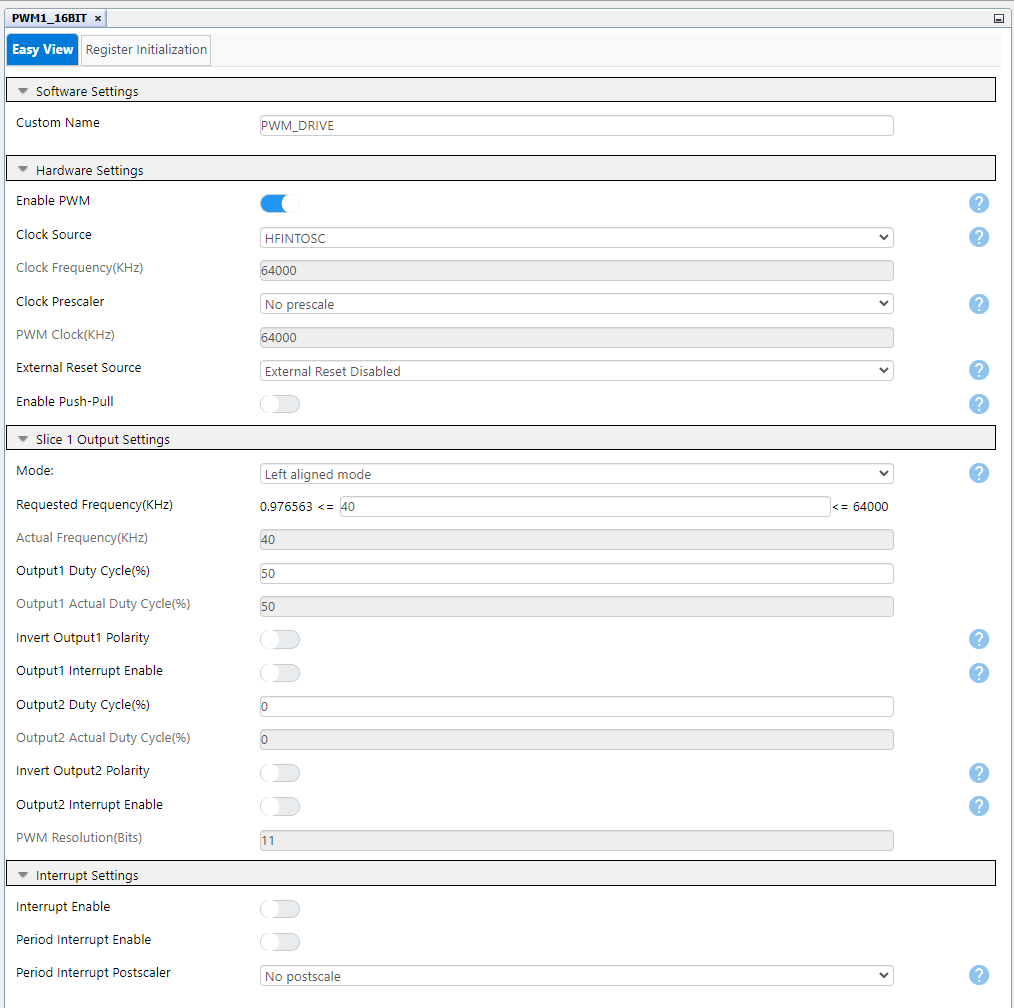 PWM1_16BIT ×
Easy View Register Initialization
Software Settings
Custom Name PWM_DRIVE
Hardware Settings
Enable PWM ?
Clock Source HFINTOSC ?
Clock Frequency(KHz) 64000
Clock Prescaler No prescale ?
PWM Clock(KHz) 64000
External Reset Source External Reset Disabled ?
Enable Push-Pull ?
Slice 1 Output Settings
Mode: Left aligned mode ?
Requested Frequency(KHz) 0.976563 <= 40 <= 64000
Actual Frequency(KHz) 40
Output1 Duty Cycle(%) 50
Output1 Actual Duty Cycle(%) 50
Invert Output1 Polarity ?
Output1 Interrupt Enable ?
Output2 Duty Cycle(%) 0
Output2 Actual Duty Cycle(%) 0
Invert Output2 Polarity ?
Output2 Interrupt Enable ?
PWM Resolution(Bits) 11
Interrupt Settings
Interrupt Enable
Period Interrupt Enable
Period Interrupt Postscaler No postscale ?